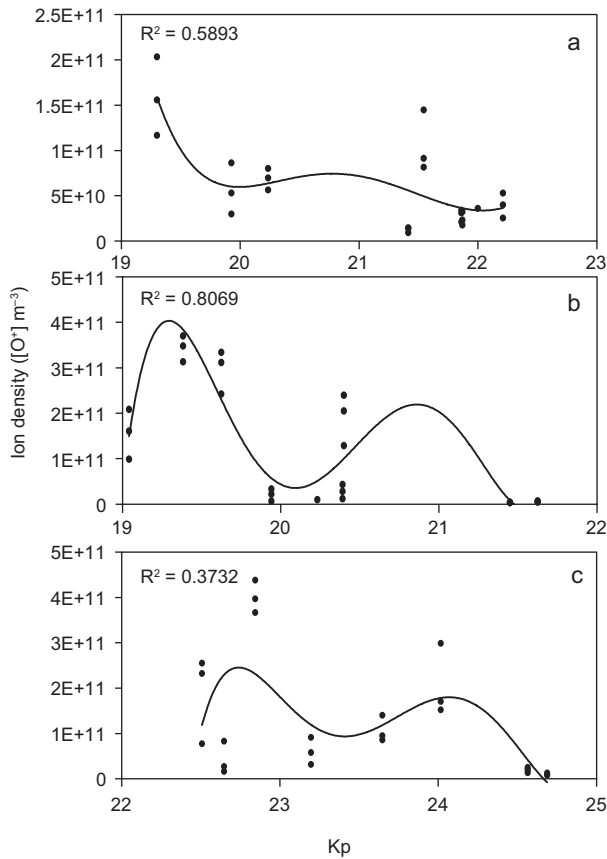 2.5E+11
R² = 0.5893
a
2E+11
1.5E+11
1E+11
5E+10
0
19 20 21 22 23
5E+11
R² = 0.8069
b
4E+11
3E+11
2E+11
1E+11
0
19 20 21 22
Ion density ([O⁺] m⁻³)
5E+11
R² = 0.3732
c
4E+11
3E+11
2E+11
1E+11
0
22 23 24 25
Kp